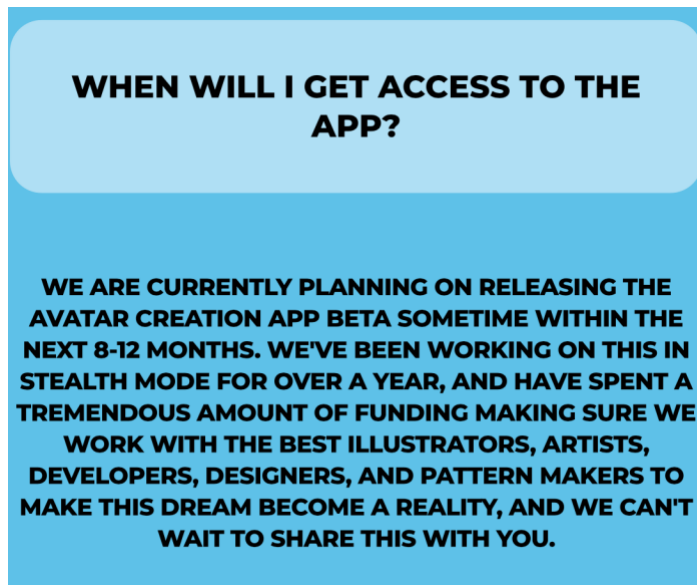 WHEN WILL I GET ACCESS TO THE
APP?
WE ARE CURRENTLY PLANNING ON RELEASING THE
AVATAR CREATION APP BETA SOMETIME WITHIN THE
NEXT 8-12 MONTHS. WE'VE BEEN WORKING ON THIS IN
STEALTH MODE FOR OVER A YEAR, AND HAVE SPENT A
TREMENDOUS AMOUNT OF FUNDING MAKING SURE WE
WORK WITH THE BEST ILLUSTRATORS, ARTISTS,
DEVELOPERS, DESIGNERS, AND PATTERN MAKERS TO
MAKE THIS DREAM BECOME A REALITY, AND WE CAN'T
WAIT TO SHARE THIS WITH YOU.